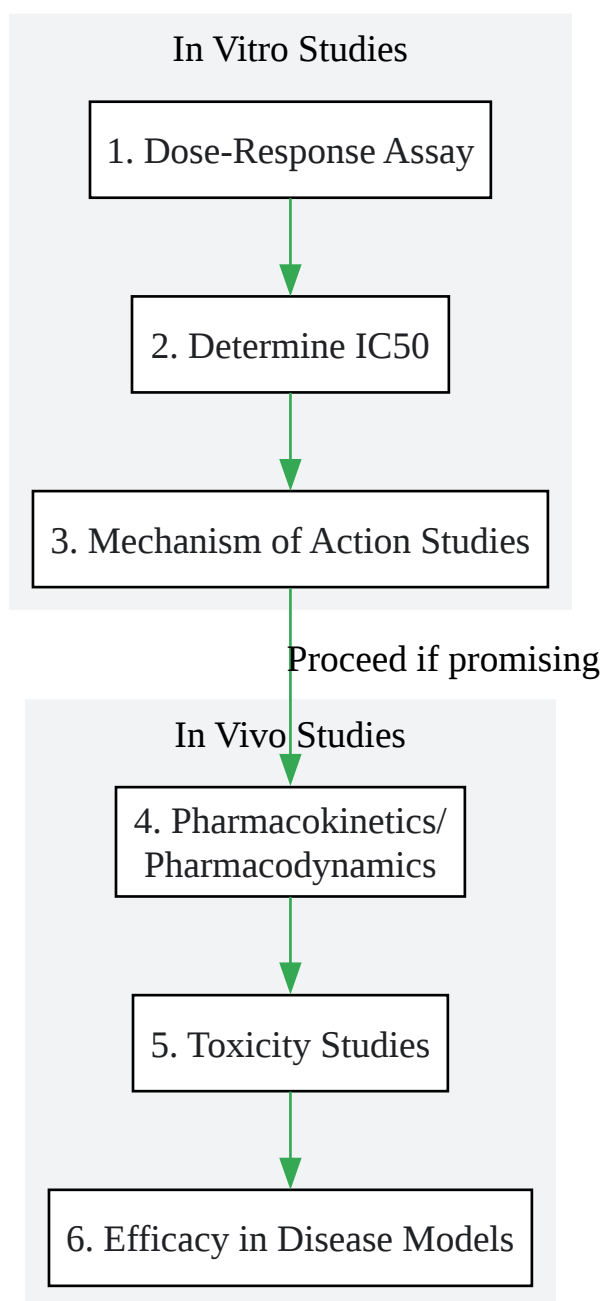 In Vitro Studies
1. Dose-Response Assay
2. Determine IC50
3. Mechanism of Action Studies
Proceed if promising
In Vivo Studies
4. Pharmacokinetics/
Pharmacodynamics
5. Toxicity Studies
6. Efficacy in Disease Models